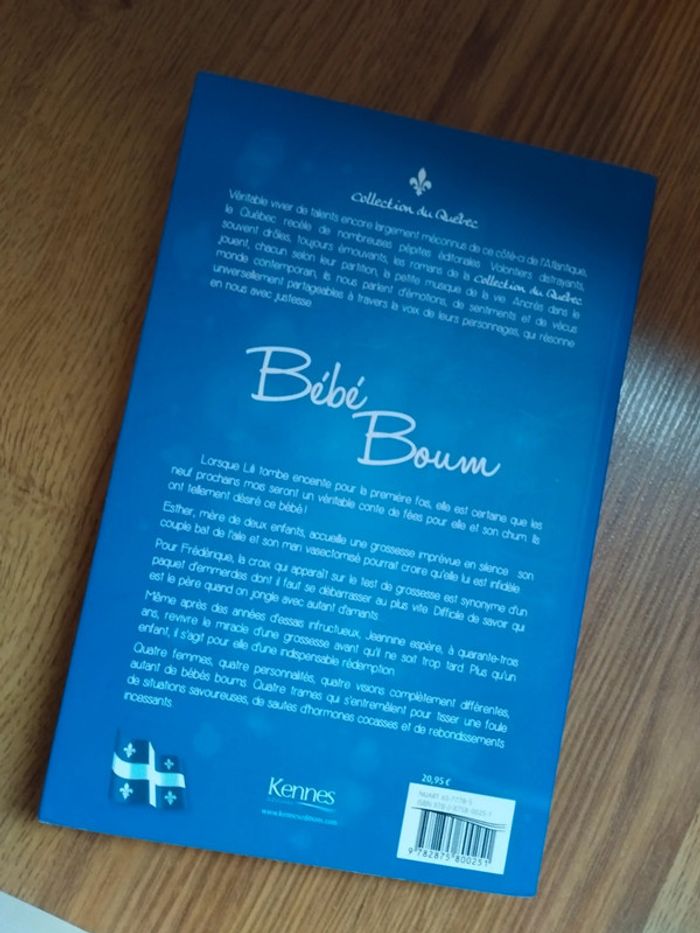 Collection du Québec
Véritable vivier de talents encore largement méconnus de ce côté-ci de l'Atlantique,
le Québec recèle de nombreuses pépites éditoriales. Volontiers distrayants,
souvent drôles, toujours émouvants, les romans de la Collection du Québec
jouent, chacun selon leur partition, la petite musique de la vie. Ancrés dans le
monde contemporain, ils nous parlent d'émotions, de sentiments et de vécus
universellement partageables à travers la voix de leurs personnages, qui résonne
en nous avec justesse.
Bébé
Boum
Lorsque Lili tombe enceinte pour la première fois, elle est certaine que les
neuf prochains mois seront un véritable conte de fées pour elle et son chum. Ils
ont tellement désiré ce bébé !
Esther, mère de deux enfants, accueille une grossesse imprévue en silence : son
couple bat de l'aile et son mari vasectomisé pourrait croire qu'elle lui est infidèle.
Pour Frédérique, la croix qui apparaît sur le test de grossesse est synonyme d'un
paquet d'emmerdes dont il faut se débarrasser au plus vite. Difficile de savoir qui
est le père quand on jongle avec autant d'amants.
Même après des années d'essais infructueux, Jeannine espère, à quarante-trois
ans, revivre le miracle d'une grossesse avant qu'il ne soit trop tard. Plus qu'un
enfant, il s'agit pour elle d'une indispensable rédemption.
Quatre femmes, quatre personnalités, quatre visions complètement différentes,
autant de bébés boums. Quatre trames qui s'entremêlent pour tisser une foule
de situations savoureuses, de sautes d'hormones cocasses et de rebondissements
incessants.
Kennes
www.kenneseditions.com
20,95 €
NUART 65-7778-5
9 782875 800251